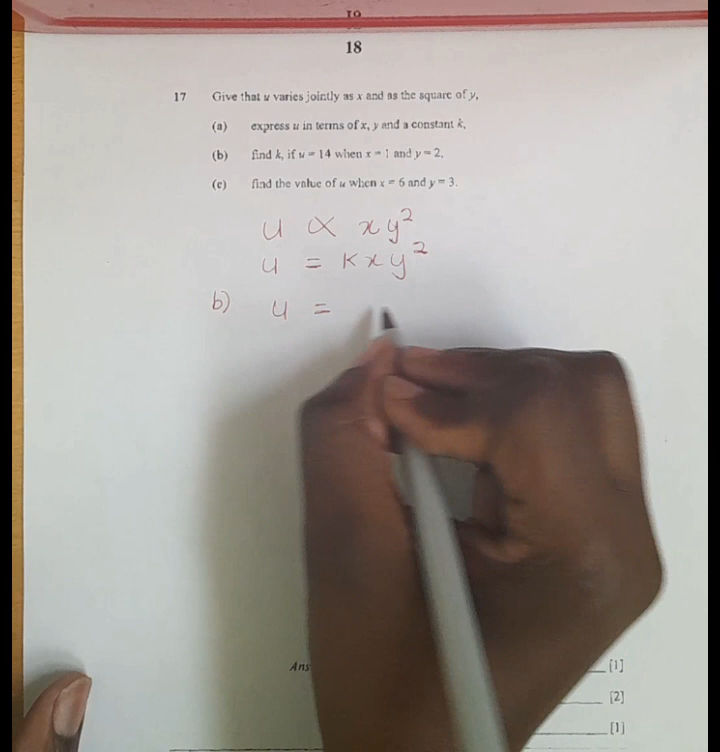 18
17 Give that u varies jointly as x and as the square of y,
(a) express u in terms of x, y and a constant k,
(b) find k, if u = 14 when x = 1 and y = 2,
(c) find the value of u when x = 6 and y = 3.
u ∝ xy²
u = Kxy²
b) u =
Ans
[1]
[2]
[1]